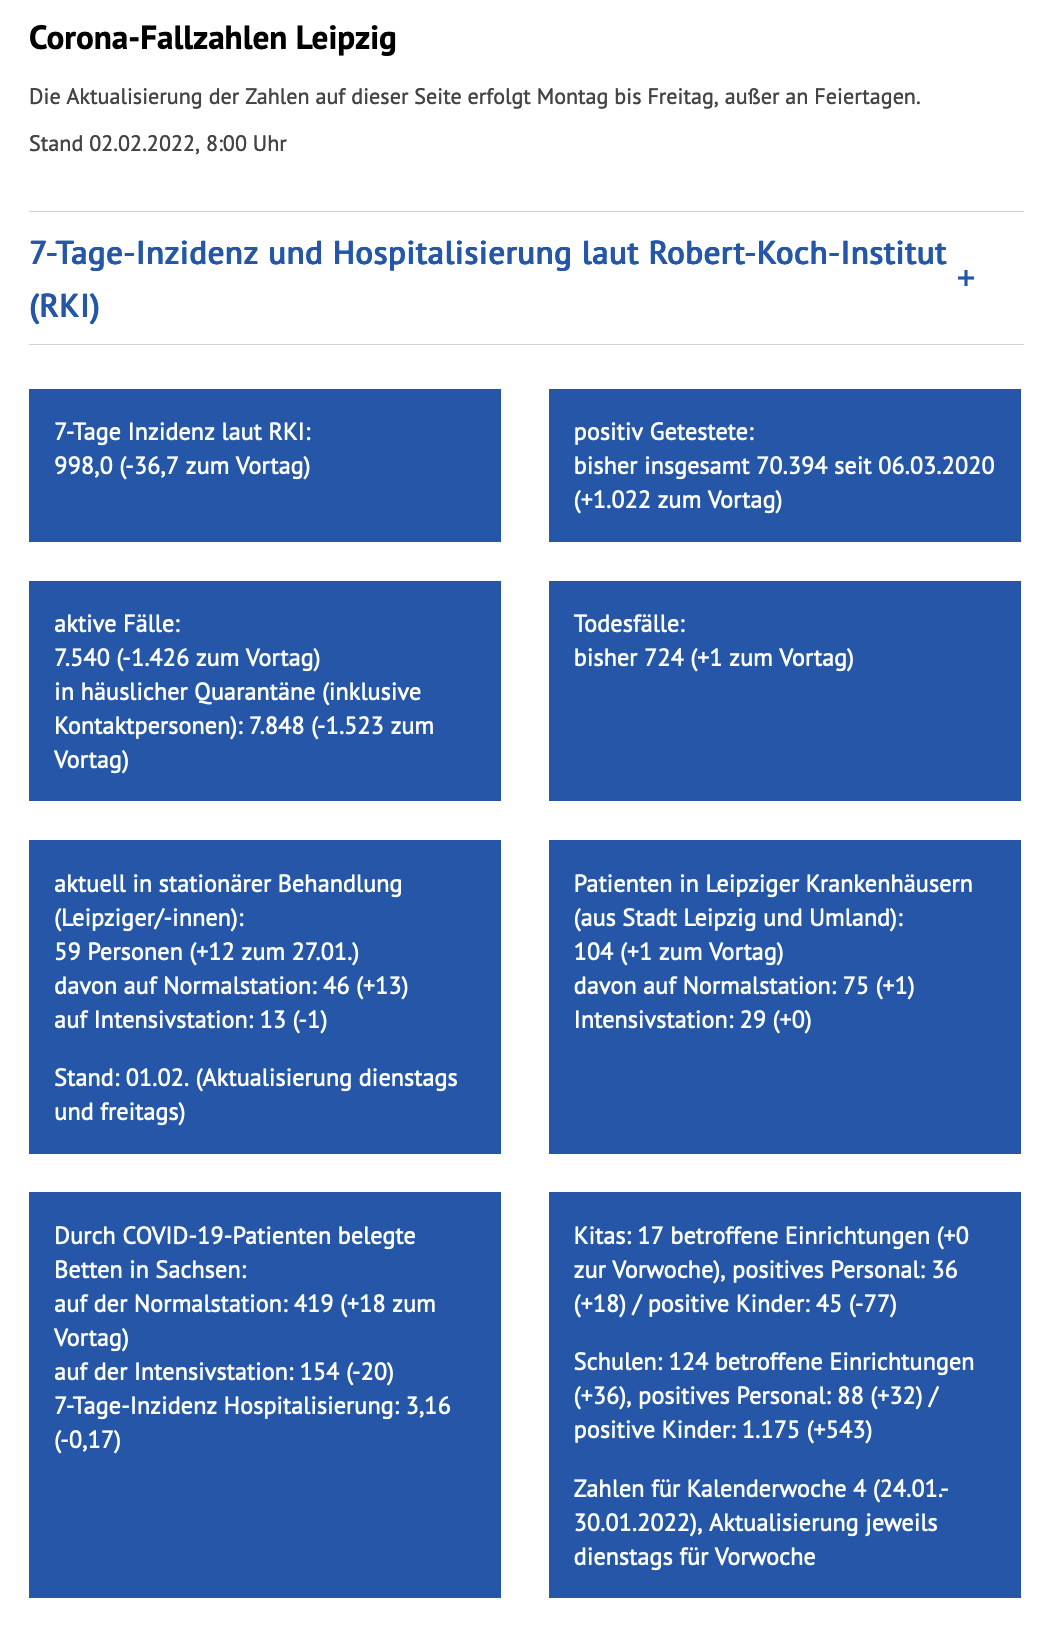 Corona-Fallzahlen Leipzig
Die Aktualisierung der Zahlen auf dieser Seite erfolgt Montag bis Freitag, außer an Feiertagen.
Stand 02.02.2022, 8:00 Uhr
7-Tage-Inzidenz und Hospitalisierung laut Robert-Koch-Institut
(RKI)
+
7-Tage Inzidenz laut RKI:
998,0 (-36,7 zum Vortag)
positiv Getestete:
bisher insgesamt 70.394 seit 06.03.2020
(+1.022 zum Vortag)
aktive Fälle:
7.540 (-1.426 zum Vortag)
in häuslicher Quarantäne (inklusive
Kontaktpersonen): 7.848 (-1.523 zum
Vortag)
Todesfälle:
bisher 724 (+1 zum Vortag)
aktuell in stationärer Behandlung
(Leipziger/-innen):
59 Personen (+12 zum 27.01.)
davon auf Normalstation: 46 (+13)
auf Intensivstation: 13 (-1)
Stand: 01.02. (Aktualisierung dienstags
und freitags)
Patienten in Leipziger Krankenhäusern
(aus Stadt Leipzig und Umland):
104 (+1 zum Vortag)
davon auf Normalstation: 75 (+1)
Intensivstation: 29 (+0)
Durch COVID-19-Patienten belegte
Betten in Sachsen:
auf der Normalstation: 419 (+18 zum
Vortag)
auf der Intensivstation: 154 (-20)
7-Tage-Inzidenz Hospitalisierung: 3,16
(-0,17)
Kitas: 17 betroffene Einrichtungen (+0
zur Vorwoche), positives Personal: 36
(+18) / positive Kinder: 45 (-77)
Schulen: 124 betroffene Einrichtungen
(+36), positives Personal: 88 (+32) /
positive Kinder: 1.175 (+543)
Zahlen für Kalenderwoche 4 (24.01.-
30.01.2022), Aktualisierung jeweils
dienstags für Vorwoche